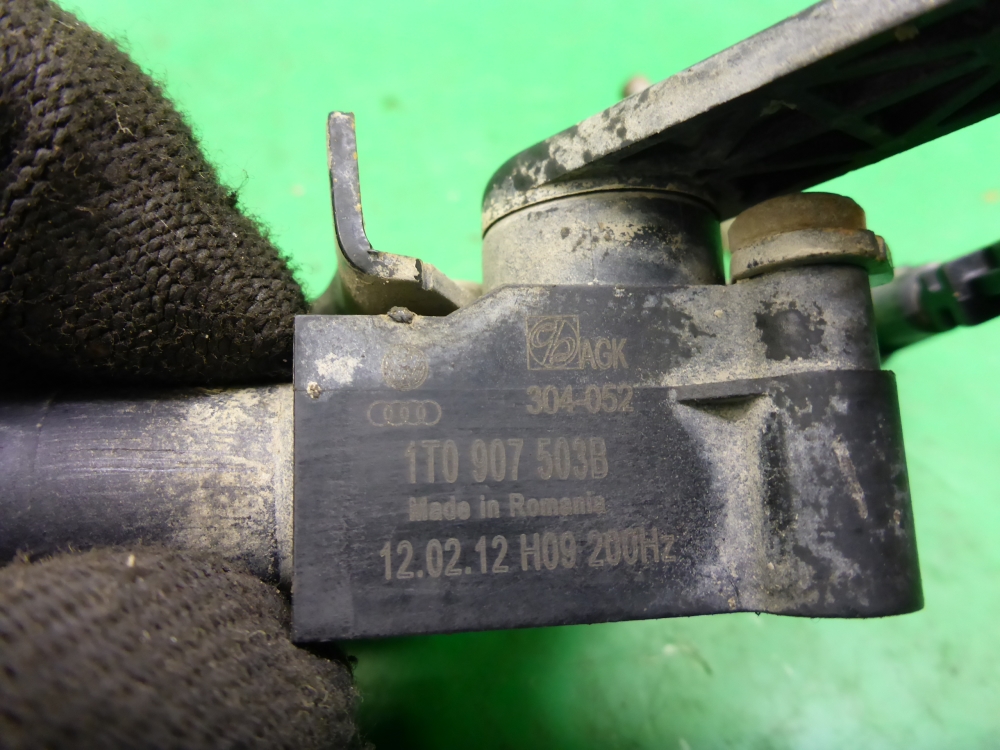 AGK
304-052
1T0 907 503B
Made in Romania
12.02.12 H09 200Hz